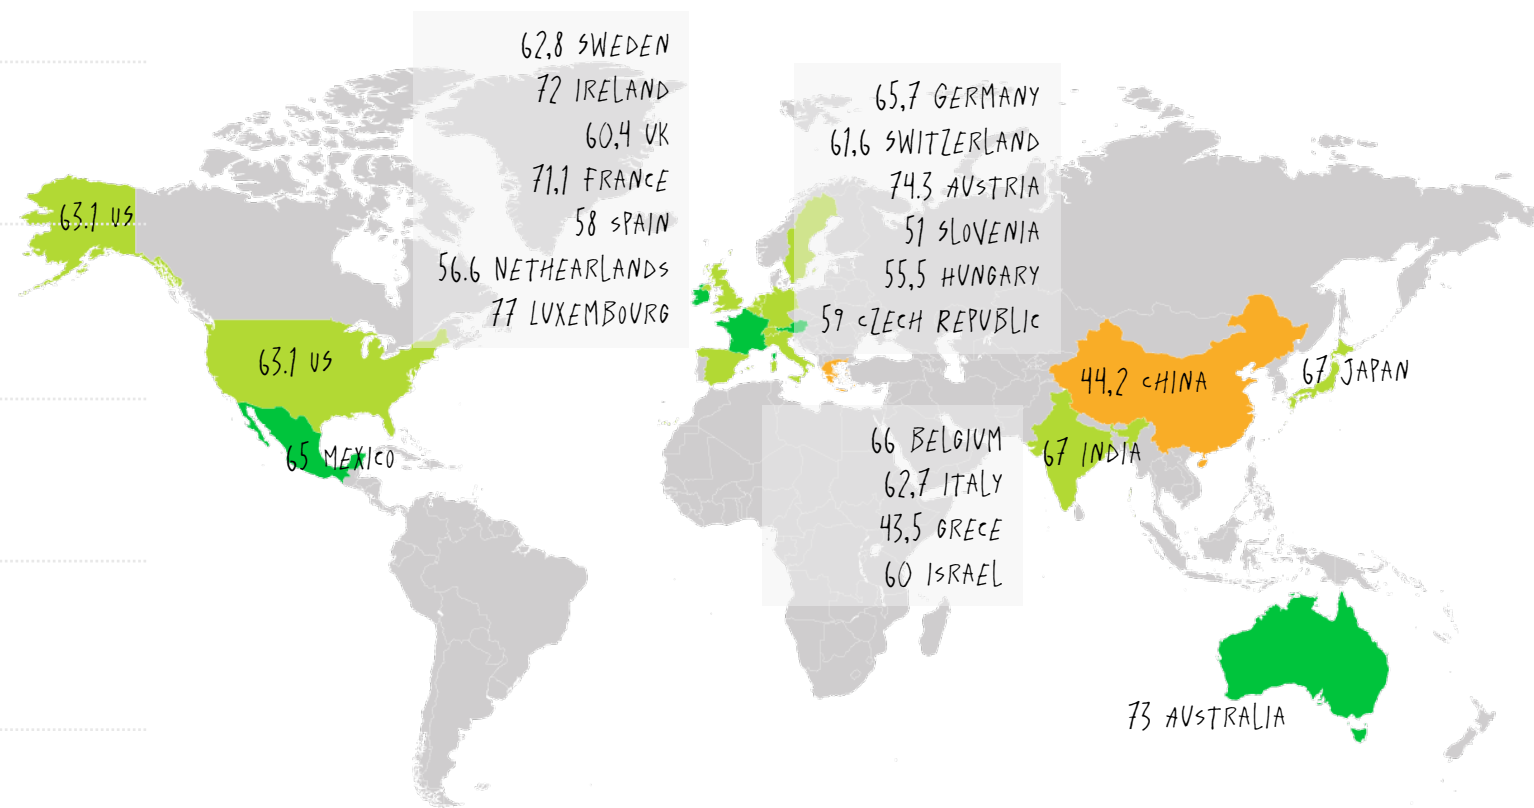 62,8 SWEDEN
72 IRELAND
60,4 UK
71,1 FRANCE
58 SPAIN
56.6 NETHEARLANDS
77 LUXEMBOURG
65,7 GERMANY
61,6 SWITZERLAND
74.3 AUSTRIA
51 SLOVENIA
55,5 HUNGARY
59 CZECH REPUBLIC
63.1 US
63.1 US
65 MEXICO
44,2 CHINA
67 JAPAN
67 INDIA
66 BELGIUM
62,7 ITALY
43,5 GRECE
60 ISRAEL
73 AUSTRALIA